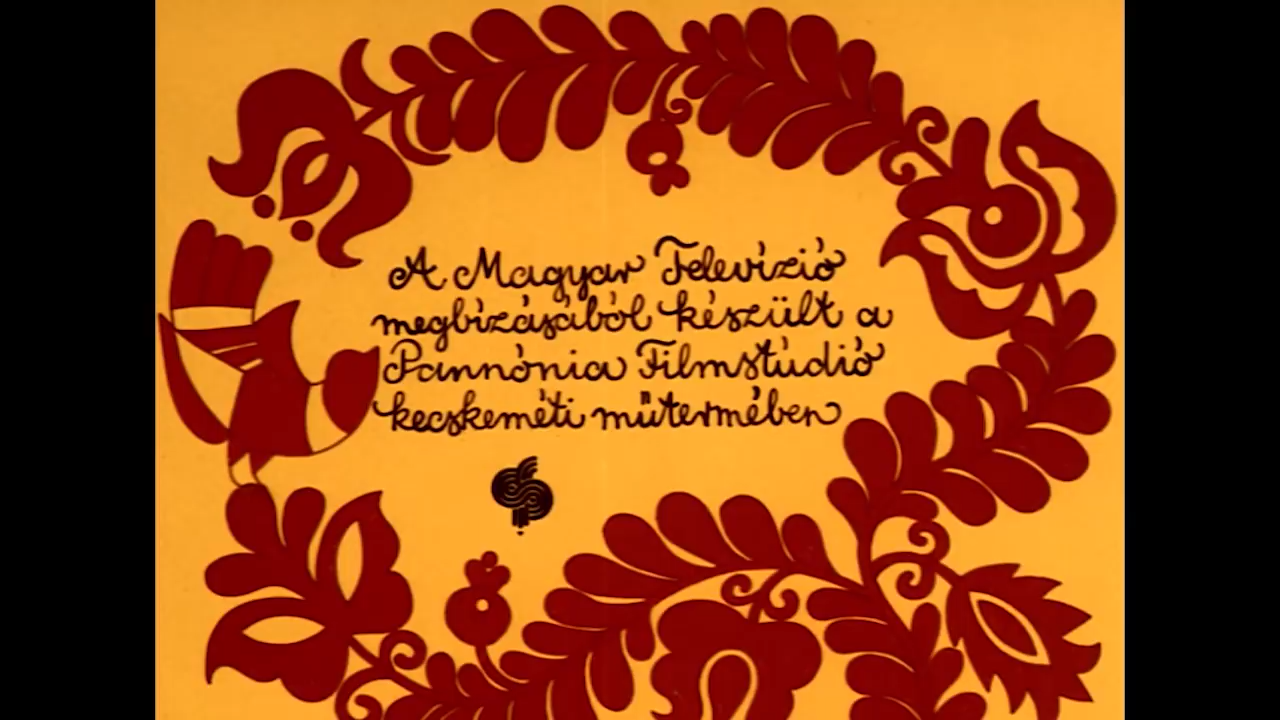 A Magyar Televízió
megbízásából készült a
Pannónia Filmstúdió
kecskeméti műtermében